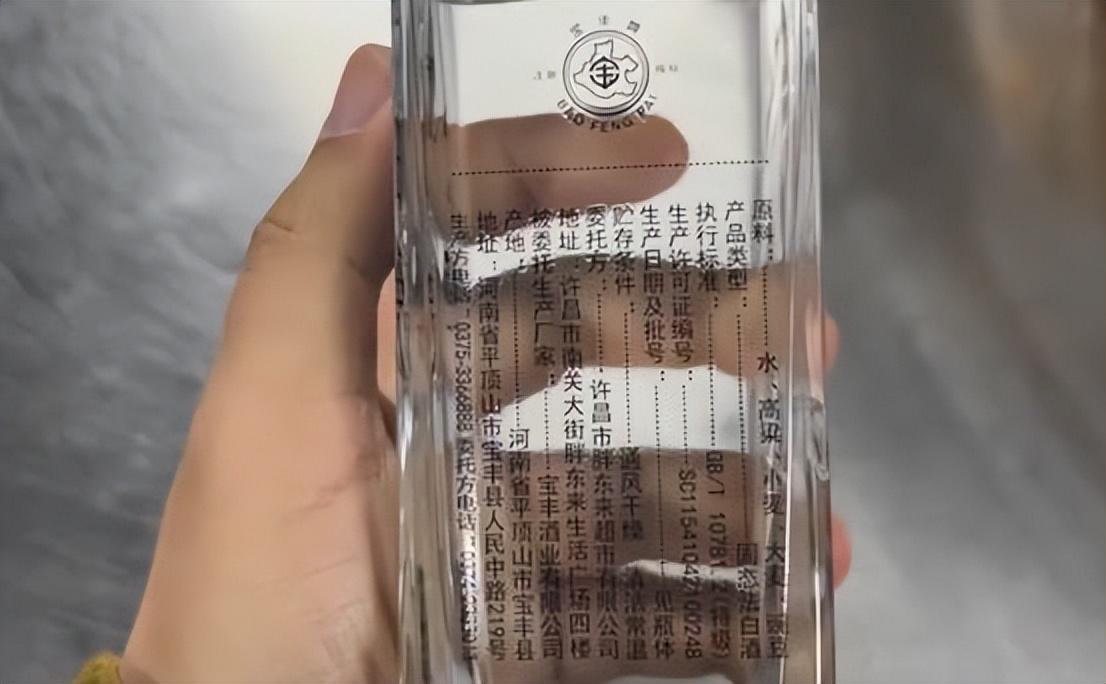 宝丰牌
BAO FENG PAI
原料：水、高粱、小麦、大麦、豌豆
产品类型：固态法白酒
执行标准：(特级)
生产许可证编号：SC11541042100248
生产日期及批号：见瓶体
贮存条件：通风干燥 清洁常温
委托方：许昌市胖东来超市有限公司
地址：许昌市南关大街胖东来生活广场四楼
被委托生产厂家：宝丰酒业有限公司
产地：河南省平顶山市宝丰县
地址：河南省平顶山市宝丰县人民中路219号
生产方电话：0375-3366888 委托方电话：